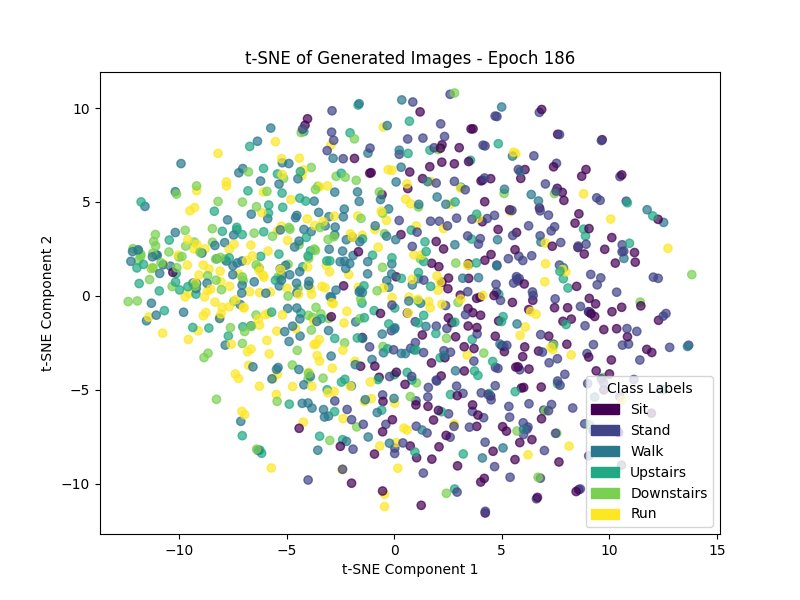 t-SNE of Generated Images - Epoch 186
t-SNE Component 2
10
5
0
−5
−10
−10
−5
0
5
10
15
t-SNE Component 1
Class Labels
Sit
Stand
Walk
Upstairs
Downstairs
Run